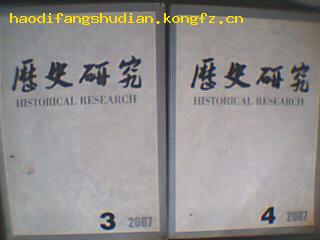 haodifangshudian.kongfz.cn
歷史研究
HISTORICAL RESEARCH
3 2007
歷史研究
HISTORICAL RESEARCH
4 2007